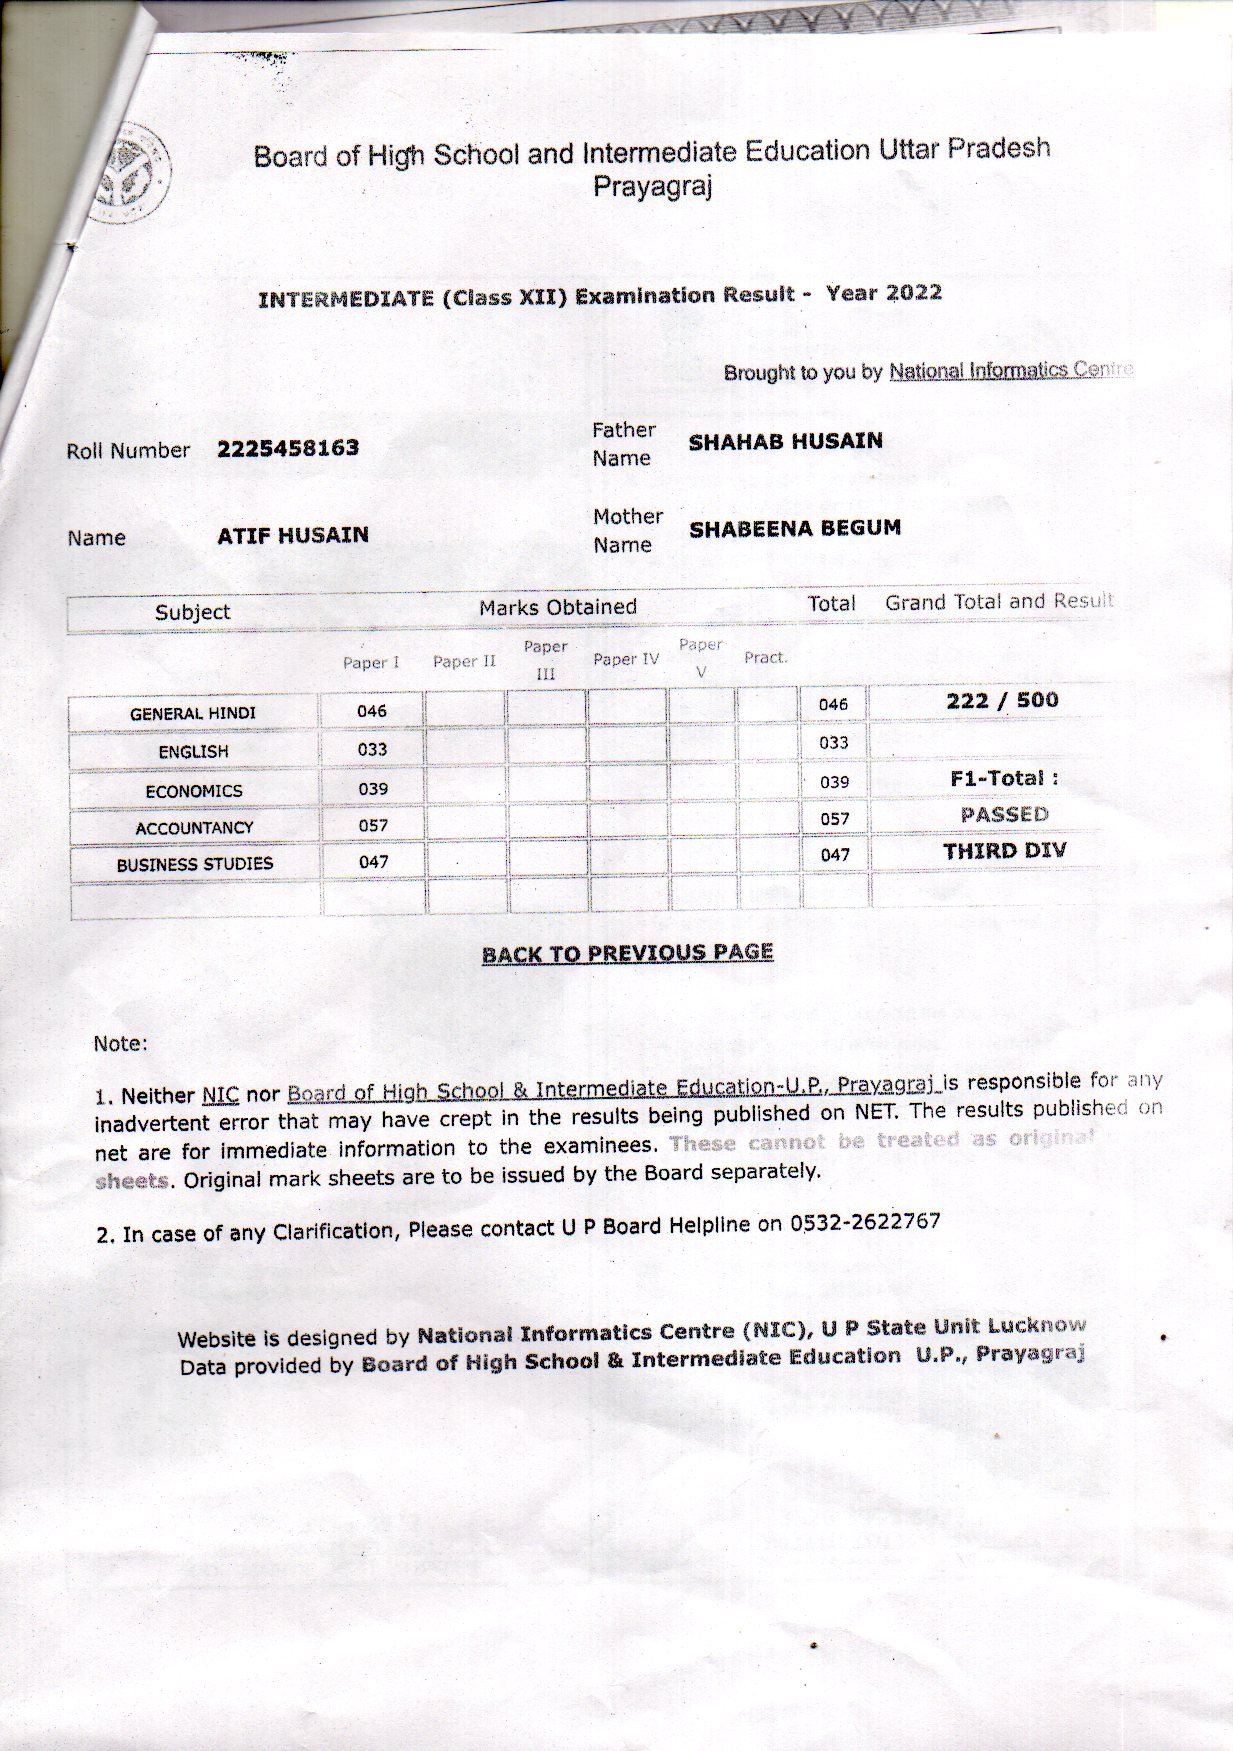 Board of High School and Intermediate Education Uttar Pradesh
Prayagraj
INTERMEDIATE (Class XII) Examination Result - Year 2022
Brought to you by National Informatics Centre
Roll Number 2225458163 Father Name SHAHAB HUSAIN
Name ATIF HUSAIN Mother Name SHABEENA BEGUM
Subject Marks Obtained Total Grand Total and Result
Paper I Paper II Paper III Paper IV Paper V Pract.
GENERAL HINDI 046 046 222 / 500
ENGLISH 033 033
ECONOMICS 039 039 F1-Total :
ACCOUNTANCY 057 057 PASSED
BUSINESS STUDIES 047 047 THIRD DIV
BACK TO PREVIOUS PAGE
Note:
1. Neither NIC nor Board of High School & Intermediate Education-U.P., Prayagraj is responsible for any
inadvertent error that may have crept in the results being published on NET. The results published on
net are for immediate information to the examinees. These cannot be treated as original
sheets. Original mark sheets are to be issued by the Board separately.
2. In case of any Clarification, Please contact U P Board Helpline on 0532-2622767
Website is designed by National Informatics Centre (NIC), U P State Unit Lucknow
Data provided by Board of High School & Intermediate Education U.P., Prayagraj